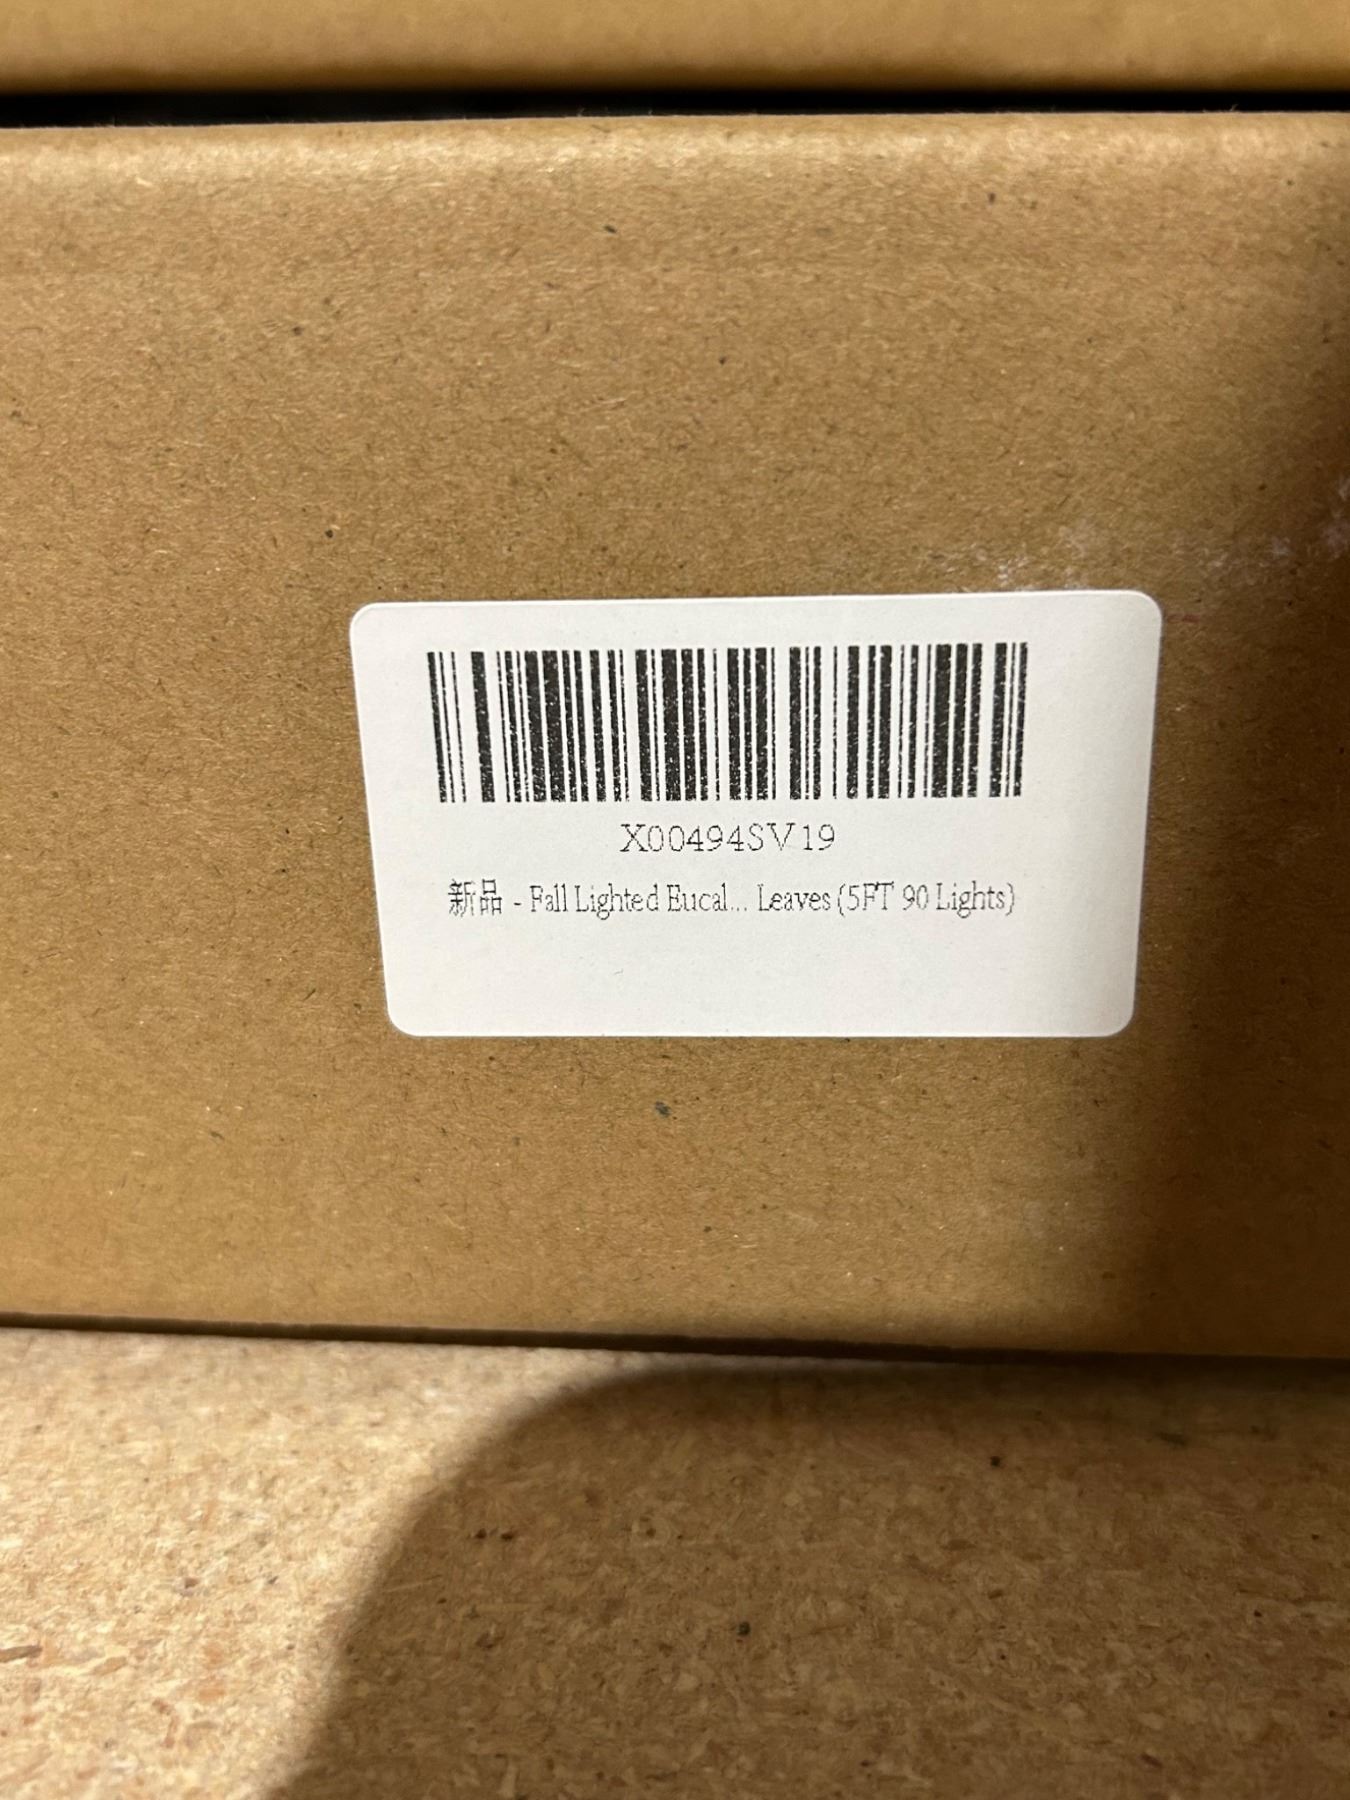 X00494SV19
新品 - Fall Lighted Eucal... Leaves (5FT 90 Lights)